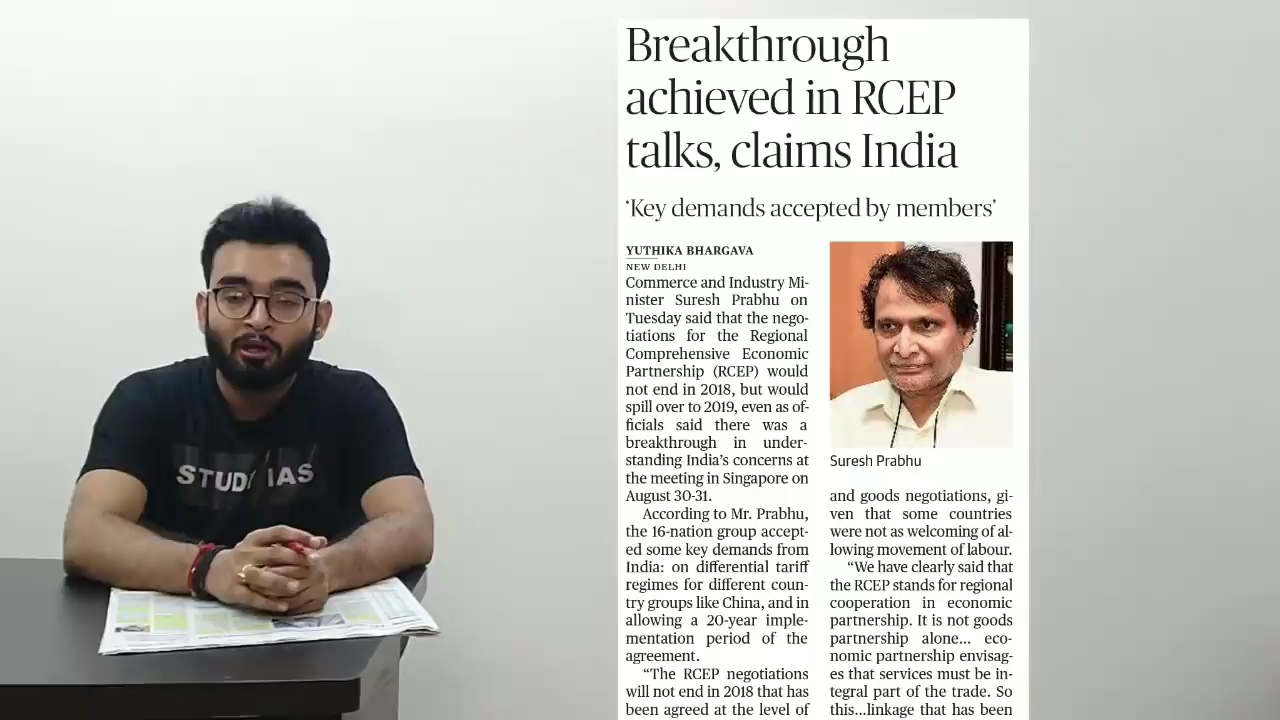 Breakthrough
achieved in RCEP
talks, claims India
‘Key demands accepted by members’
YUTHIKA BHARGAVA
NEW DELHI
Commerce and Industry Mi-
nister Suresh Prabhu on
Tuesday said that the nego-
tiations for the Regional
Comprehensive Economic
Partnership (RCEP) would
not end in 2018, but would
spill over to 2019, even as of-
ficials said there was a
breakthrough in under-
standing India’s concerns at
the meeting in Singapore on
August 30-31.
According to Mr. Prabhu,
the 16-nation group accept-
ed some key demands from
India: on differential tariff
regimes for different coun-
try groups like China, and in
allowing a 20-year imple-
mentation period of the
agreement.
“The RCEP negotiations
will not end in 2018 that has
been agreed at the level of
Suresh Prabhu
and goods negotiations, gi-
ven that some countries
were not as welcoming of al-
lowing movement of labour.
“We have clearly said that
the RCEP stands for regional
cooperation in economic
partnership. It is not goods
partnership alone... eco-
nomic partnership envisag-
es that services must be in-
tegral part of the trade. So
this...linkage that has been
STUDY IAS